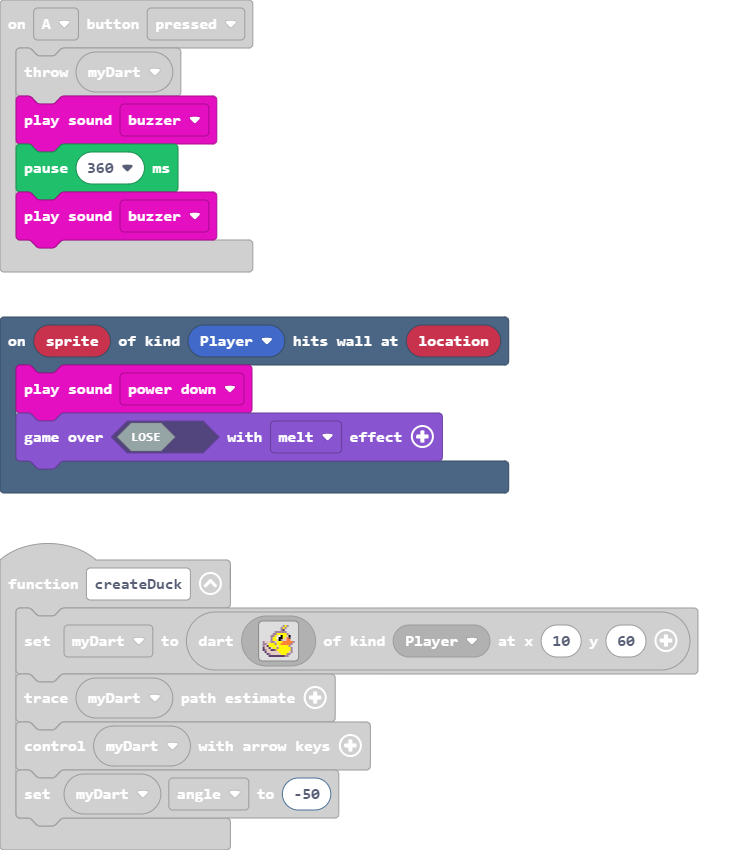 on A button pressed
throw myDart
play sound buzzer
pause 360 ms
play sound buzzer
on sprite of kind Player hits wall at location
play sound power down
game over LOSE with melt effect
function createDuck
set myDart to dart of kind Player at x 10 y 60
trace myDart path estimate
control myDart with arrow keys
set myDart angle to -50